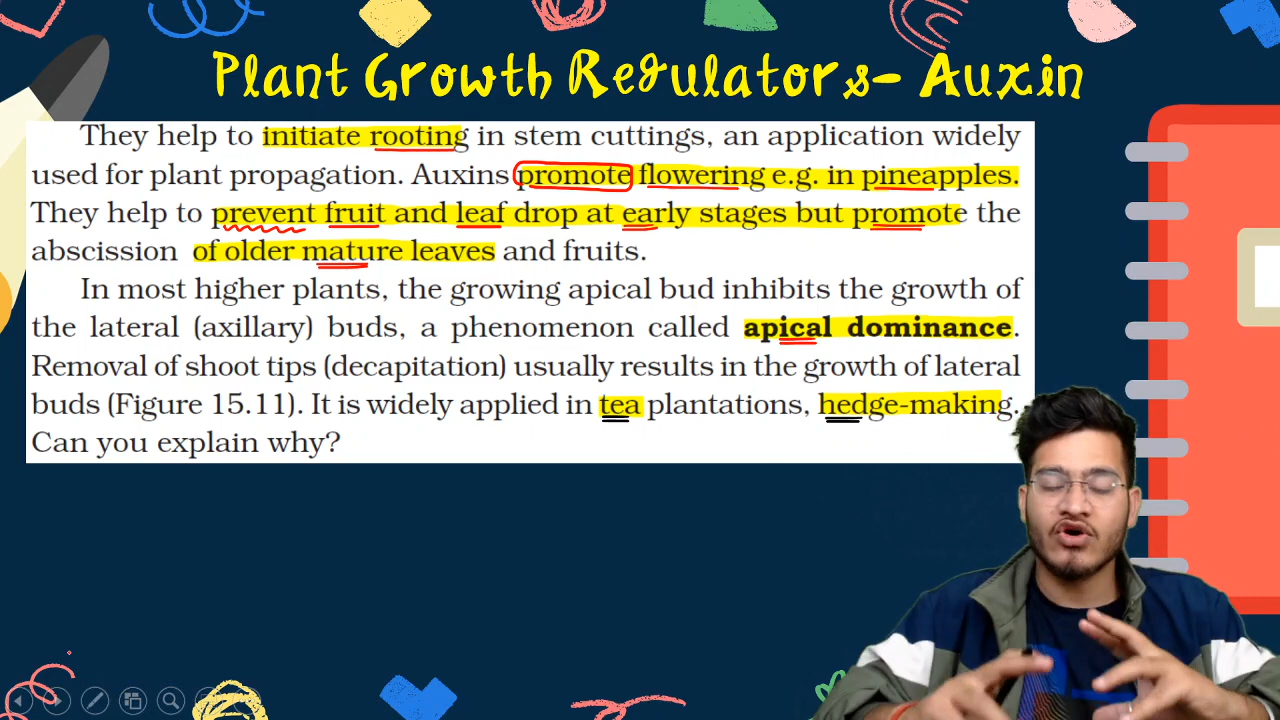 Plant Growth Regulators- Auxin
They help to initiate rooting in stem cuttings, an application widely
used for plant propagation. Auxins promote flowering e.g. in pineapples.
They help to prevent fruit and leaf drop at early stages but promote the
abscission of older mature leaves and fruits.
In most higher plants, the growing apical bud inhibits the growth of
the lateral (axillary) buds, a phenomenon called apical dominance.
Removal of shoot tips (decapitation) usually results in the growth of lateral
buds (Figure 15.11). It is widely applied in tea plantations, hedge-making.
Can you explain why?